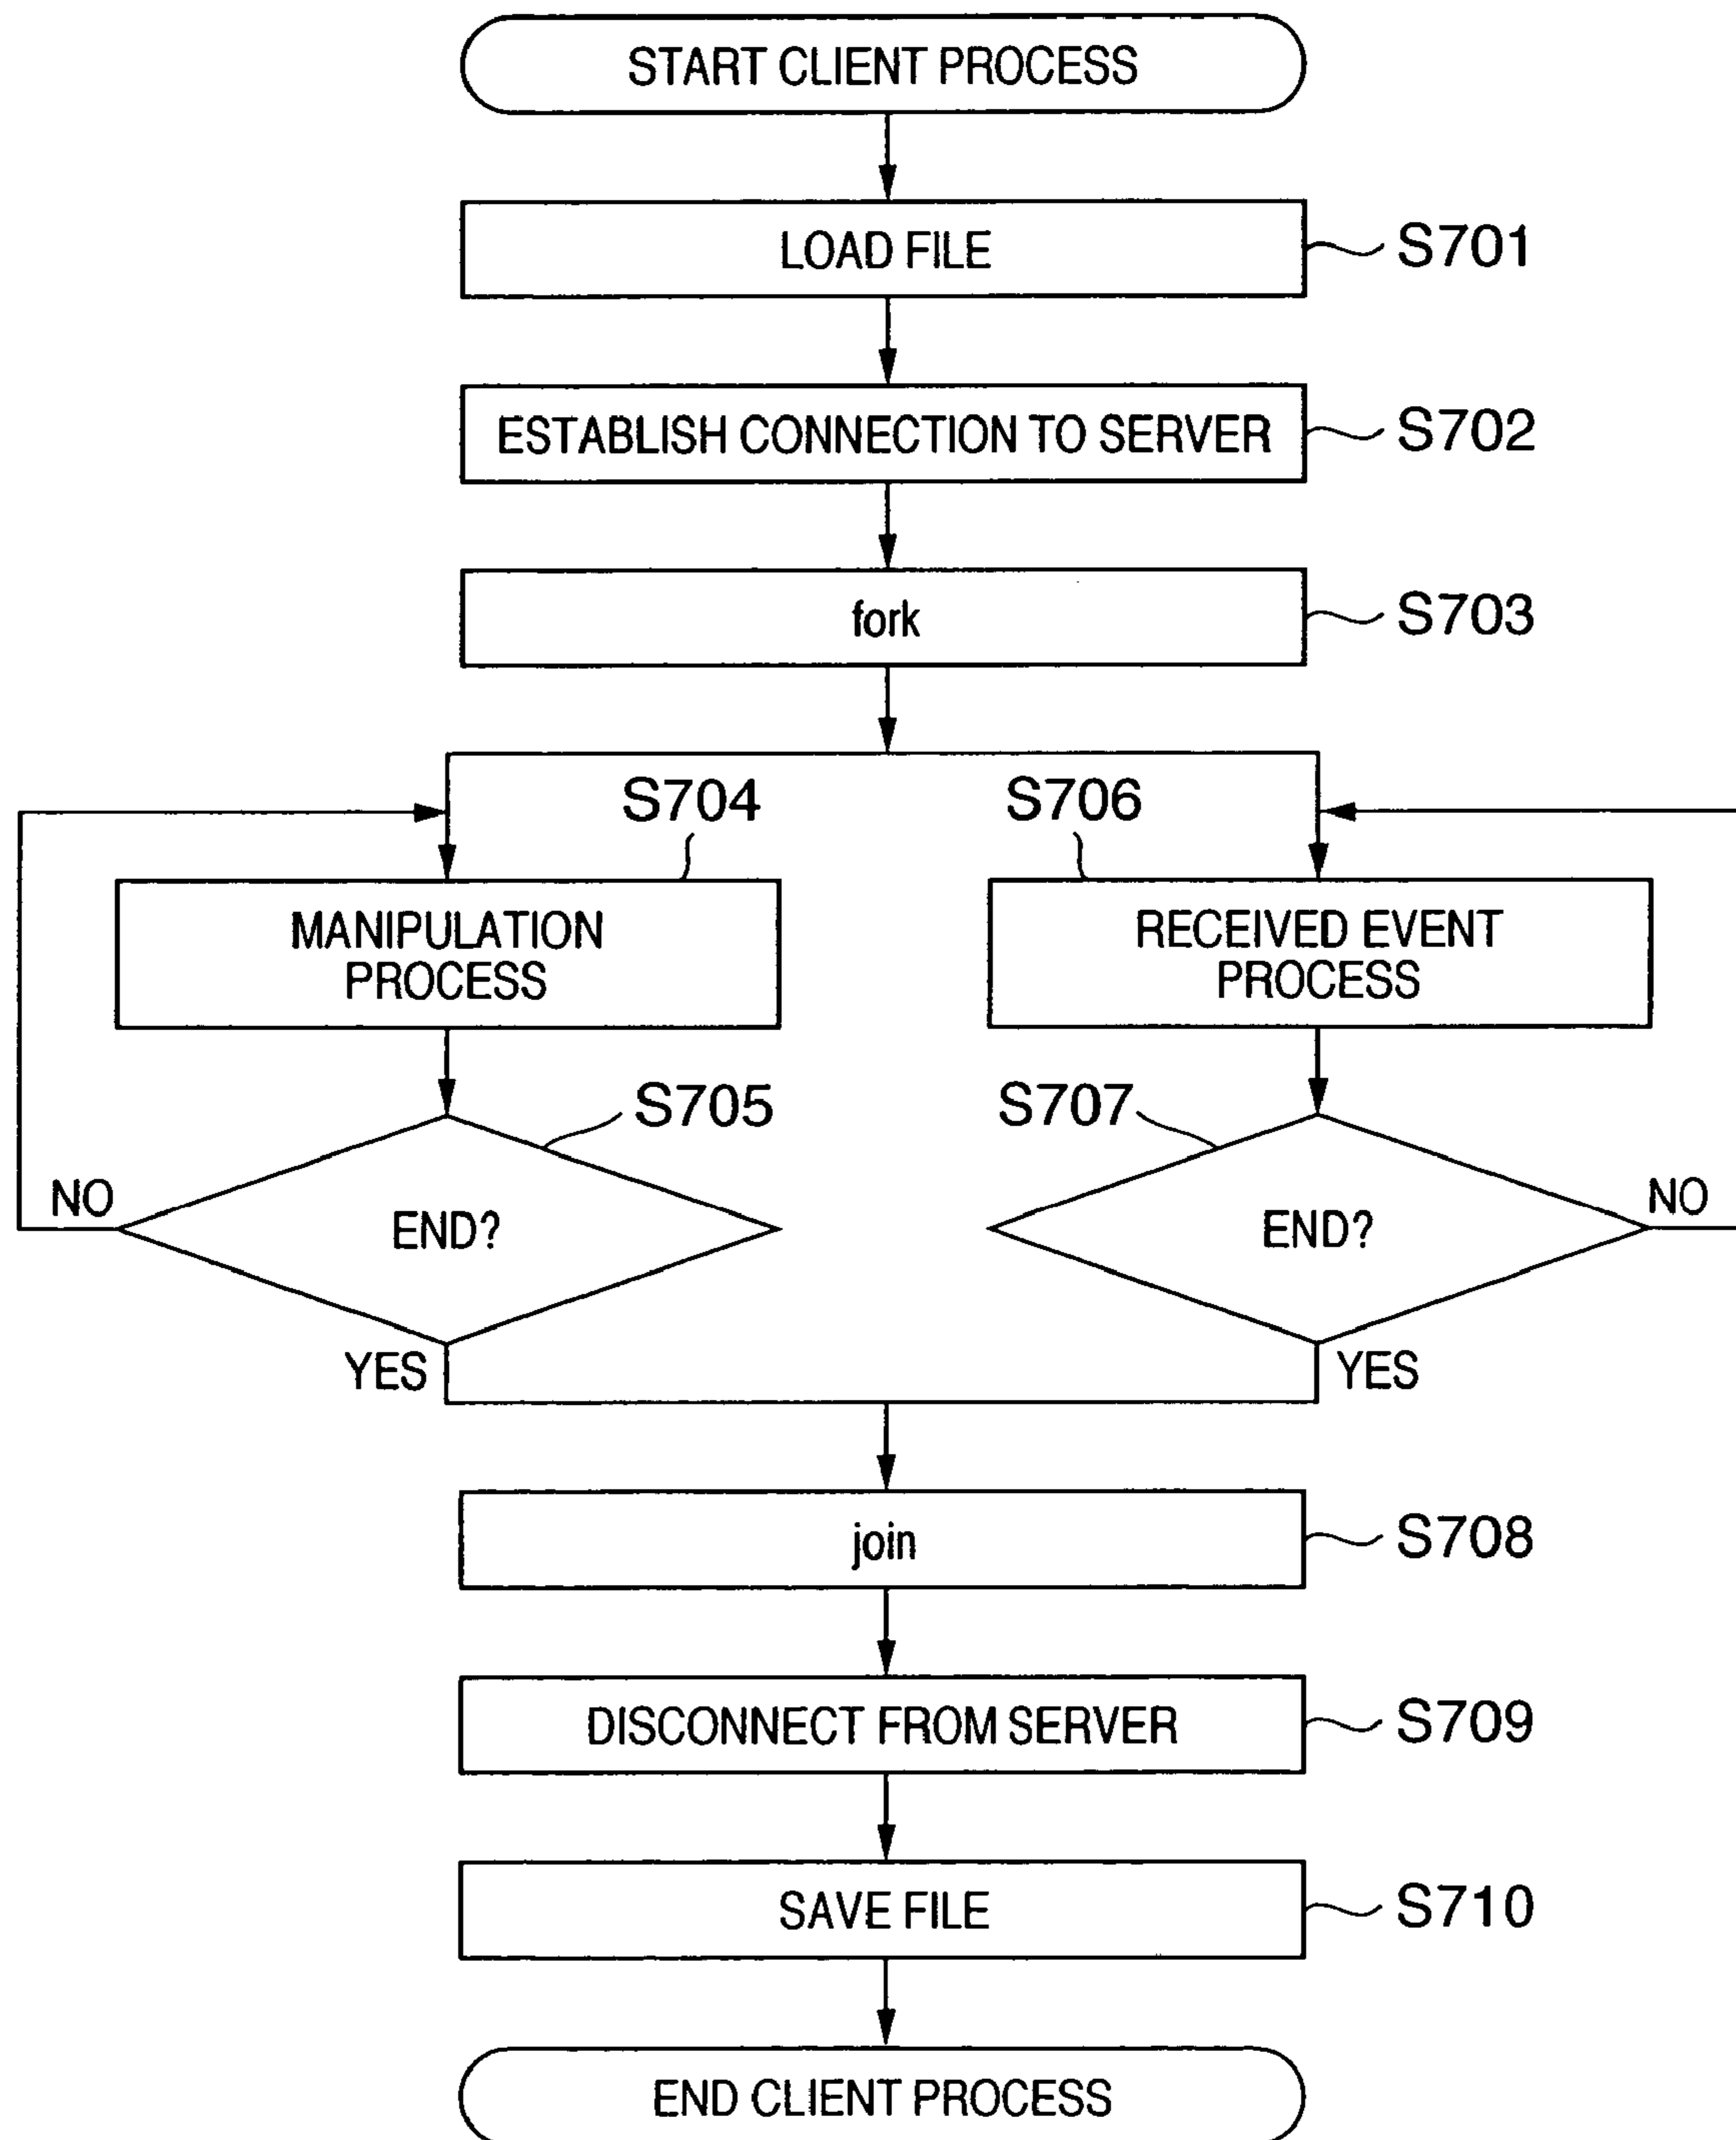 START CLIENT PROCESS
LOAD FILE
S701
ESTABLISH CONNECTION TO SERVER
S702
fork
S703
S704
S706
MANIPULATION
PROCESS
RECEIVED EVENT
PROCESS
S705
S707
NO
END?
END?
NO
YES
YES
join
S708
DISCONNECT FROM SERVER
S709
SAVE FILE
S710
END CLIENT PROCESS